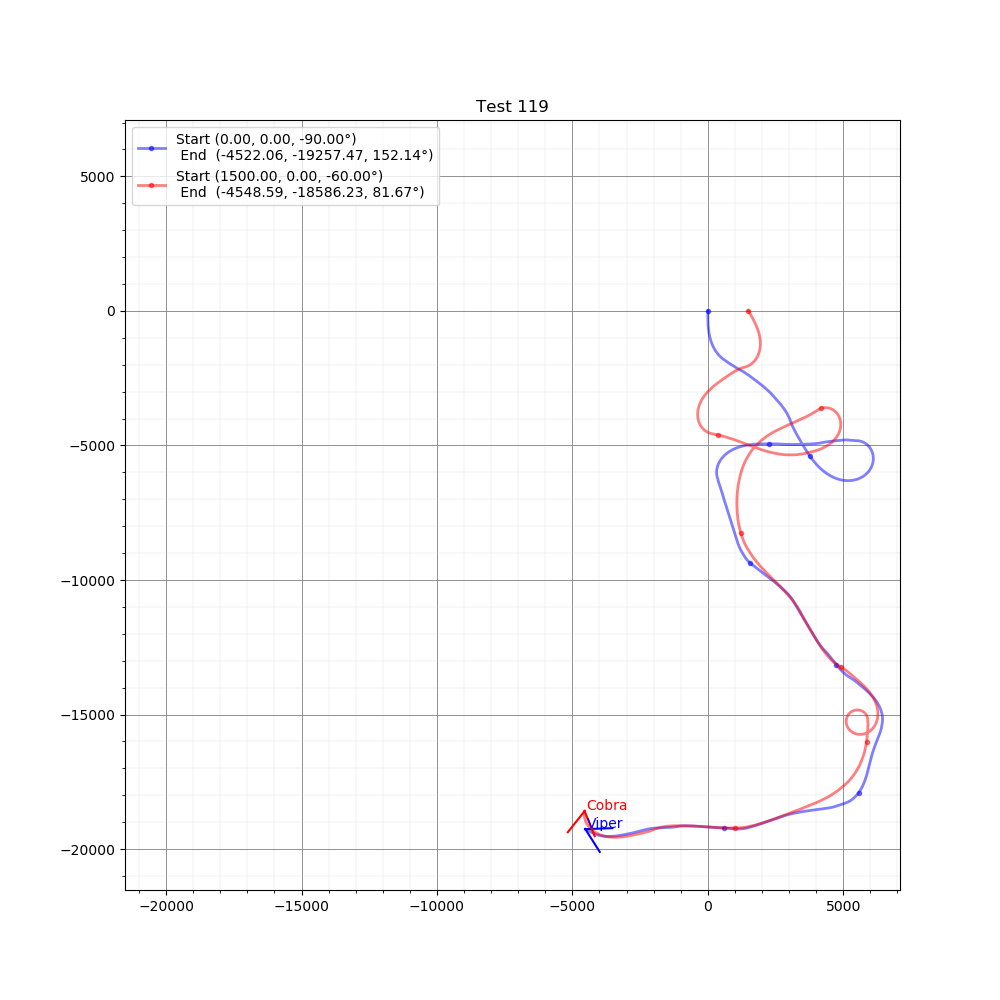 Test 119
Start (0.00, 0.00, -90.00°)
End  (-4522.06, -19257.47, 152.14°)
Start (1500.00, 0.00, -60.00°)
End  (-4548.59, -18586.23, 81.67°)
5000
0
−5000
−10000
−15000
−20000
Cobra
Viper
−20000 −15000 −10000 −5000 0 5000